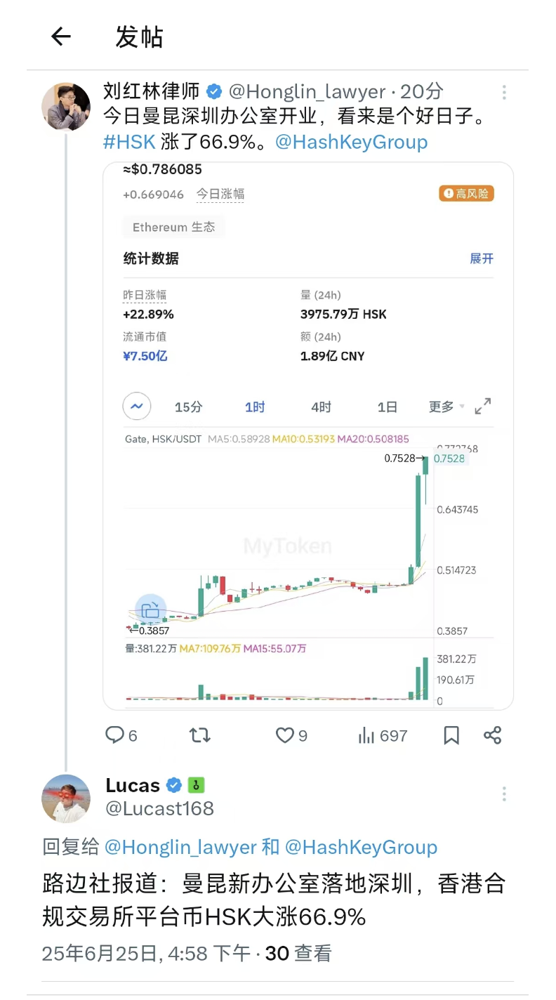 发帖
刘红林律师 @Honglin_lawyer · 20分
今日曼昆深圳办公室开业，看来是个好日子。
#HSK 涨了66.9%。@HashKeyGroup
≈$0.786085
+0.669046 今日涨幅
高风险
Ethereum 生态
统计数据 展开
昨日涨幅 量 (24h)
+22.89% 3975.79万 HSK
流通市值 额 (24h)
¥7.50亿 1.89亿 CNY
15分 1时 4时 1日 更多
Gate, HSK/USDT MA5:0.58928 MA10:0.53193 MA20:0.508185
0.773768
0.7528→ 0.7528
0.643745
MyToken
0.514723
←0.3857 0.3857
量:381.22万 MA7:109.76万 MA15:55.07万
381.22万
190.61万
0
6 9 697
Lucas
@Lucast168
回复给 @Honglin_lawyer 和 @HashKeyGroup
路边社报道：曼昆新办公室落地深圳，香港合
规交易所平台币HSK大涨66.9%
25年6月25日, 4:58 下午 · 30 查看